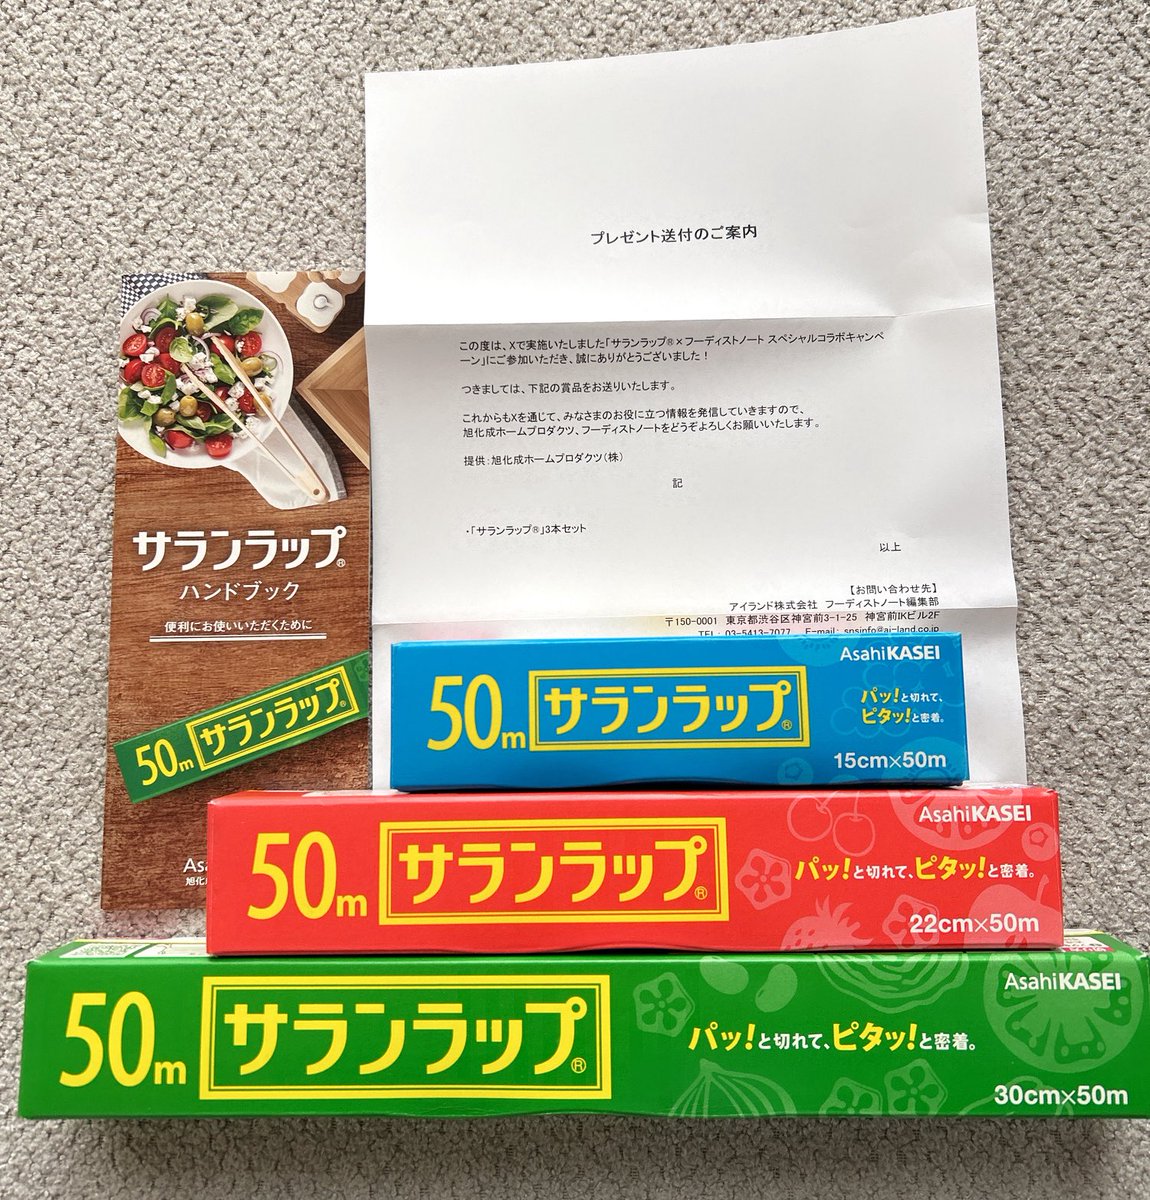 プレゼント送付のご案内
この度は、Xで実施いたしました「サランラップ®×フーディストノート スペシャルコラボキャンペ
ーン」にご参加いただき、誠にありがとうございました！
つきましては、下記の賞品をお送りいたします。
これからもXを通じて、みなさまのお役に立つ情報を発信していきますので、
旭化成ホームプロダクツ、フーディストノートをどうぞよろしくお願いいたします。
提供：旭化成ホームプロダクツ（株）
記
・「サランラップ®」3本セット
以上
【お問い合わせ先】
アイランド株式会社 フーディストノート編集部
〒150-0001 東京都渋谷区神宮前3-1-25 神宮前IKビル2F
TEL: 03-5413-7077 E-mail: snsinfo@ai-land.co.jp
サランラップ®
ハンドブック
便利にお使いいただくために
50m サランラップ®
Asa
旭化
AsahiKASEI
50m サランラップ®
パッ！と切れて、
ピタッ！と密着。
15cm×50m
AsahiKASEI
50m サランラップ®
パッ！と切れて、ピタッ！と密着。
22cm×50m
AsahiKASEI
50m サランラップ®
パッ！と切れて、ピタッ！と密着。
30cm×50m